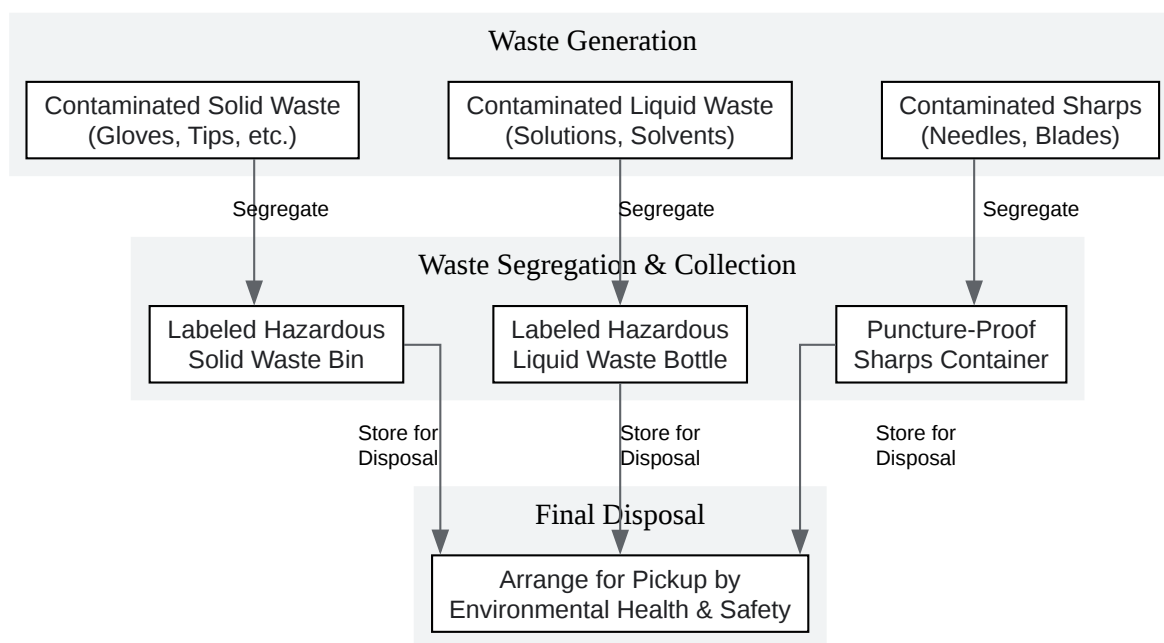 Waste Generation
Contaminated Solid Waste
(Gloves, Tips, etc.)
Contaminated Liquid Waste
(Solutions, Solvents)
Contaminated Sharps
(Needles, Blades)
Segregate
Segregate
Segregate
Waste Segregation & Collection
Labeled Hazardous
Solid Waste Bin
Labeled Hazardous
Liquid Waste Bottle
Puncture-Proof
Sharps Container
Store for
Disposal
Store for
Disposal
Store for
Disposal
Final Disposal
Arrange for Pickup by
Environmental Health & Safety